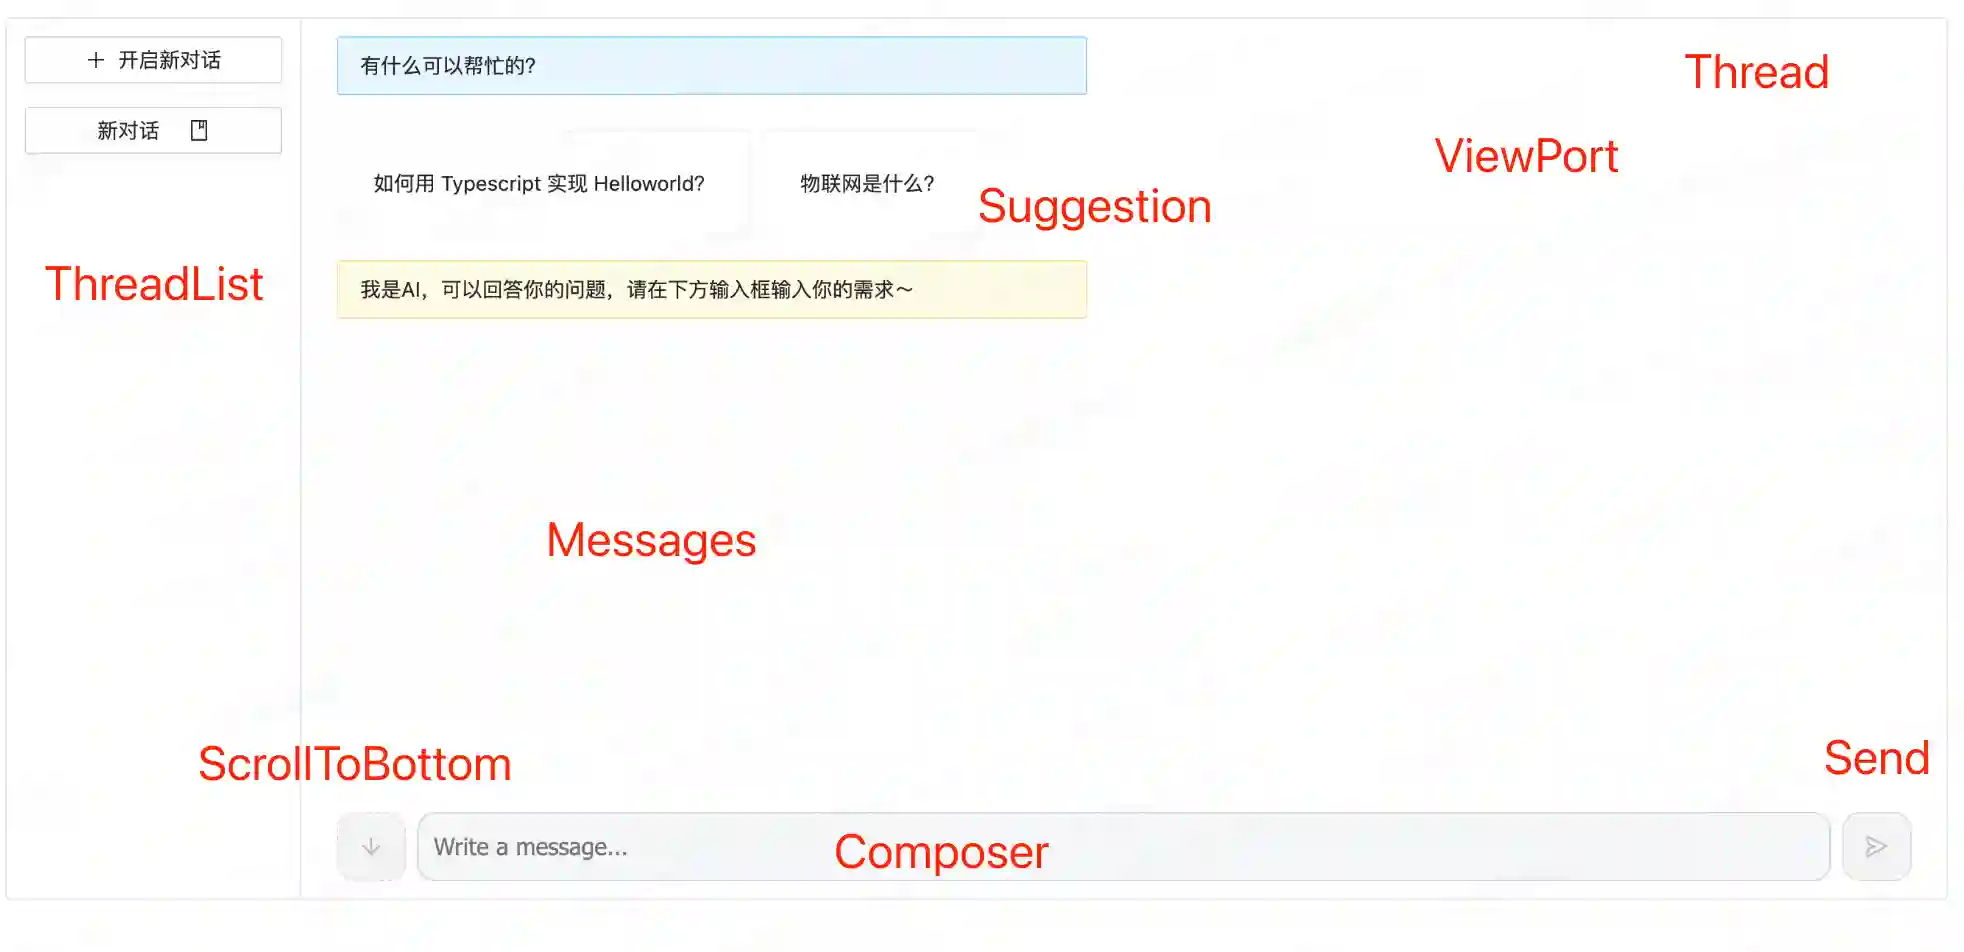 + 开启新对话
新对话
ThreadList
有什么可以帮忙的?
Thread
ViewPort
如何用 Typescript 实现 Helloworld?
物联网是什么?
Suggestion
我是AI，可以回答你的问题，请在下方输入框输入你的需求～
Messages
ScrollToBottom
Send
Write a message...
Composer